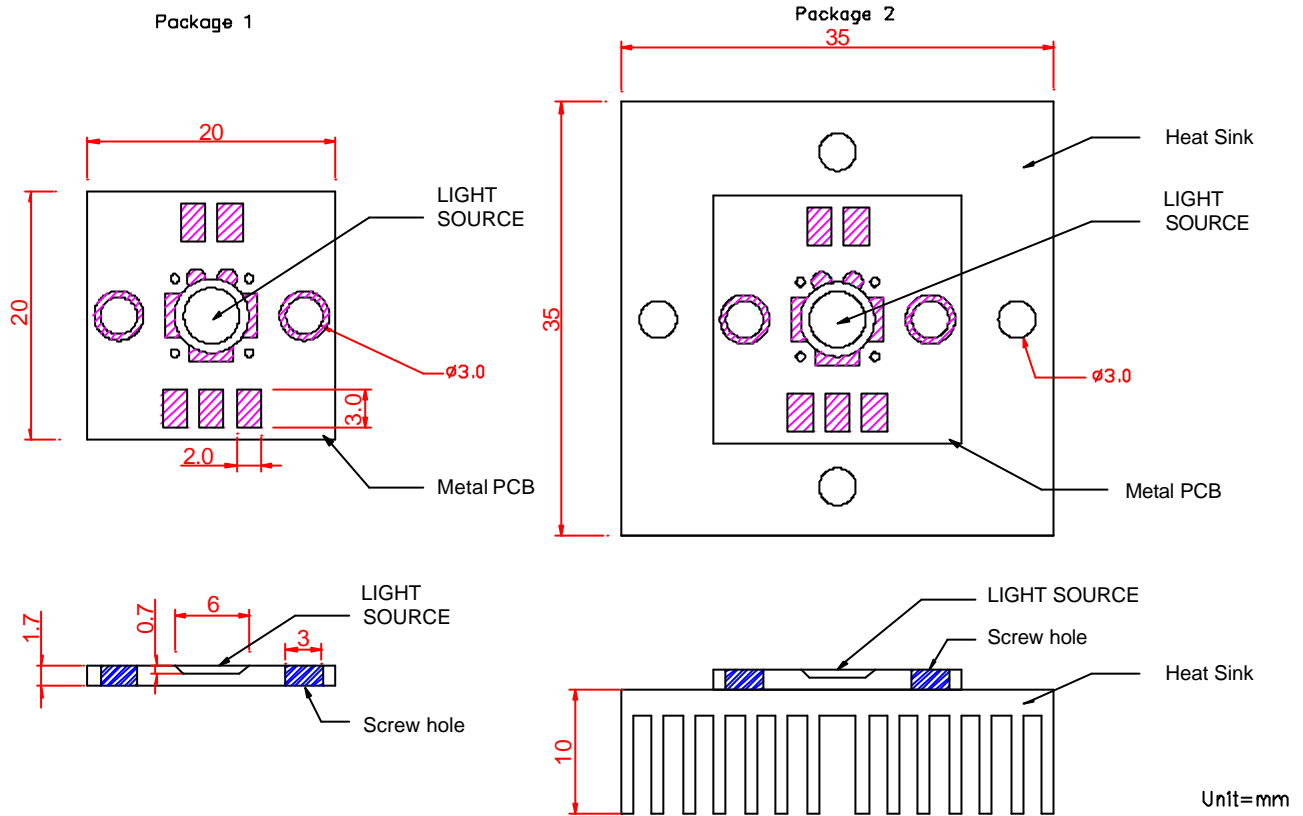 Package 1
Package 2
35
20
Heat Sink
LIGHT
SOURCE
LIGHT
SOURCE
20
35
ø3.0
ø3.0
3.0
2.0
Metal PCB
Metal PCB
LIGHT
SOURCE
LIGHT SOURCE
6
0.7
1.7
3
Screw hole
Heat Sink
Screw hole
10
Unit=mm